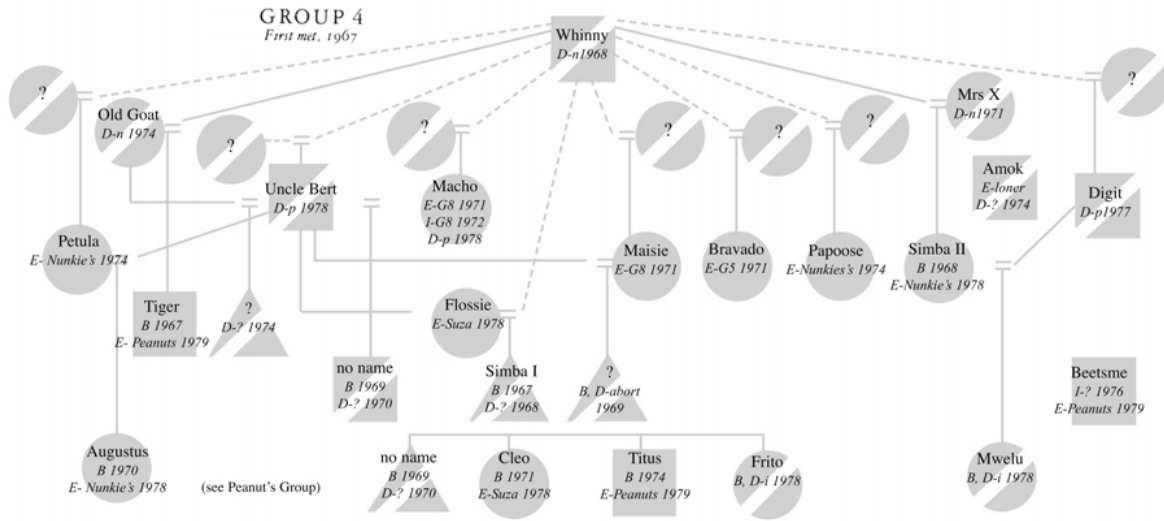 GROUP 4
First met, 1967
Whinny
D-n1968
?
?
Old Goat
D-n 1974
?
?
?
?
?
Mrs X
D-n1971
Uncle Bert
D-p 1978
Macho
E-G8 1971
I-G8 1972
D-p 1978
Amok
E-loner
D-? 1974
Digit
D-p1977
Petula
E- Nunkie's 1974
Maisie
E-G8 1971
Bravado
E-G5 1971
Papoose
E-Nunkies's 1974
Simba II
B 1968
E-Nunkie's 1978
Tiger
B 1967
E- Peanuts 1979
?
D-? 1974
Flossie
E-Suza 1978
no name
B 1969
D-? 1970
Simba I
B 1967
D-? 1968
?
B, D-abort
1969
Beetsme
I-? 1976
E-Peanuts 1979
Augustus
B 1970
E- Nunkie's 1978
(see Peanut's Group)
no name
B 1969
D-? 1970
Cleo
B 1971
E-Suza 1978
Titus
B 1974
E-Peanuts 1979
Frito
B, D-i 1978
Mwelu
B, D-i 1978